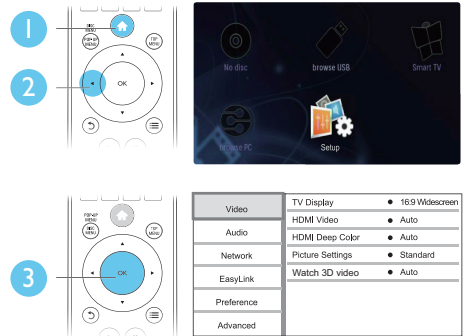 1
DISC
MENU
POP-UP
MENU
TOP
MENU
2
OK
No disc
browse USB
Smart TV
Browse PC
Setup
POP-UP
MENU
DISC
MENU
TOP
MENU
3
OK
Video
Audio
Network
EasyLink
Preference
Advanced
TV Display ● 16:9 Widescreen
HDMI Video ● Auto
HDMI Deep Color ● Auto
Picture Settings ● Standard
Watch 3D video ● Auto